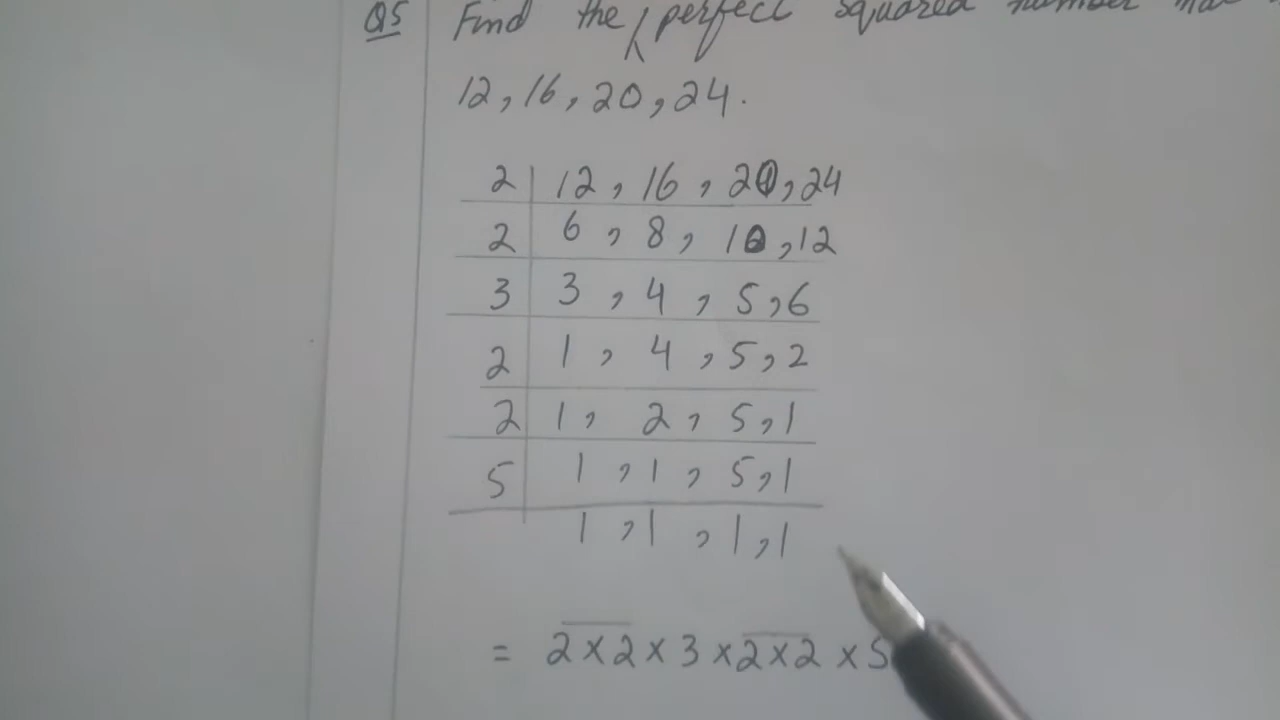 Q5 Find the perfect squared number
12, 16, 20, 24.
2 | 12, 16, 20, 24
2 | 6, 8, 10, 12
3 | 3, 4, 5, 6
2 | 1, 4, 5, 2
2 | 1, 2, 5, 1
5 | 1, 1, 5, 1
1, 1, 1, 1
= 2 × 2 × 3 × 2 × 2 × 5